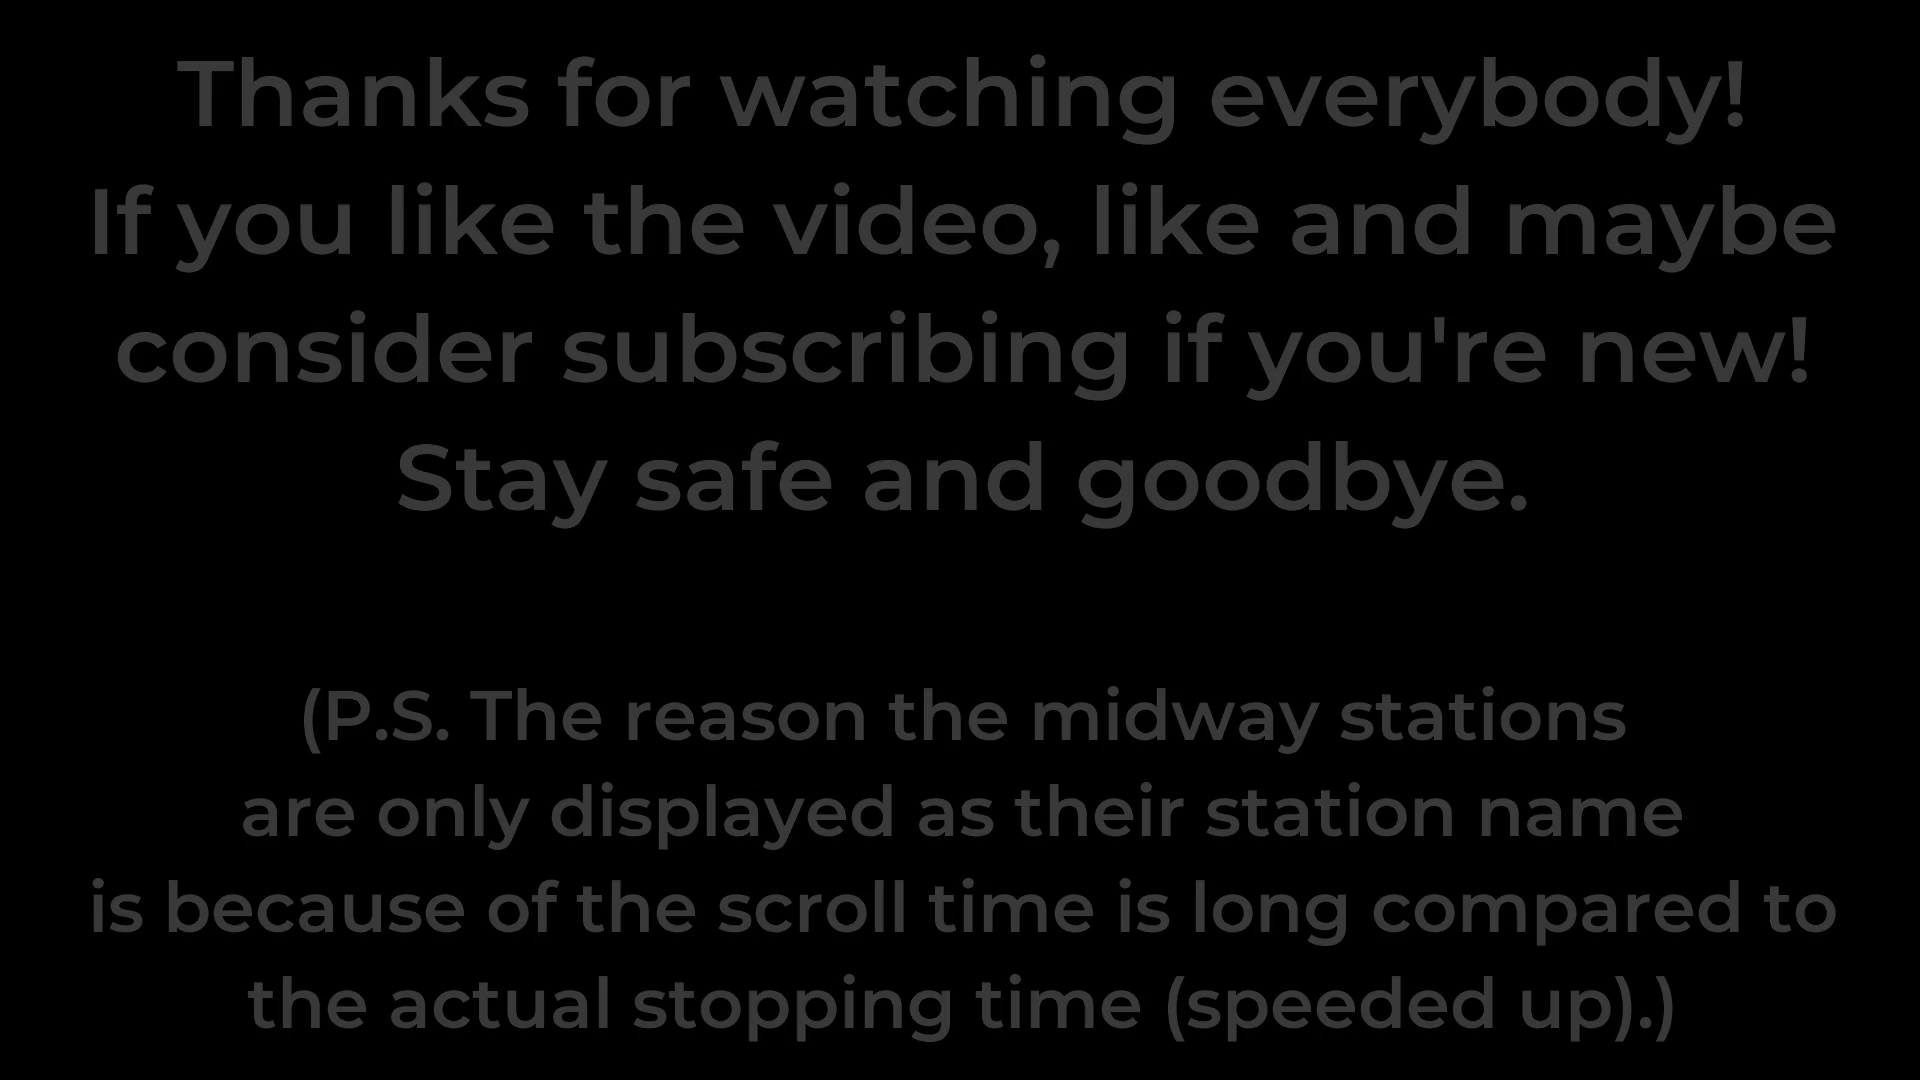 Thanks for watching everybody!
If you like the video, like and maybe
consider subscribing if you're new!
Stay safe and goodbye.
(P.S. The reason the midway stations
are only displayed as their station name
is because of the scroll time is long compared to
the actual stopping time (speeded up).)